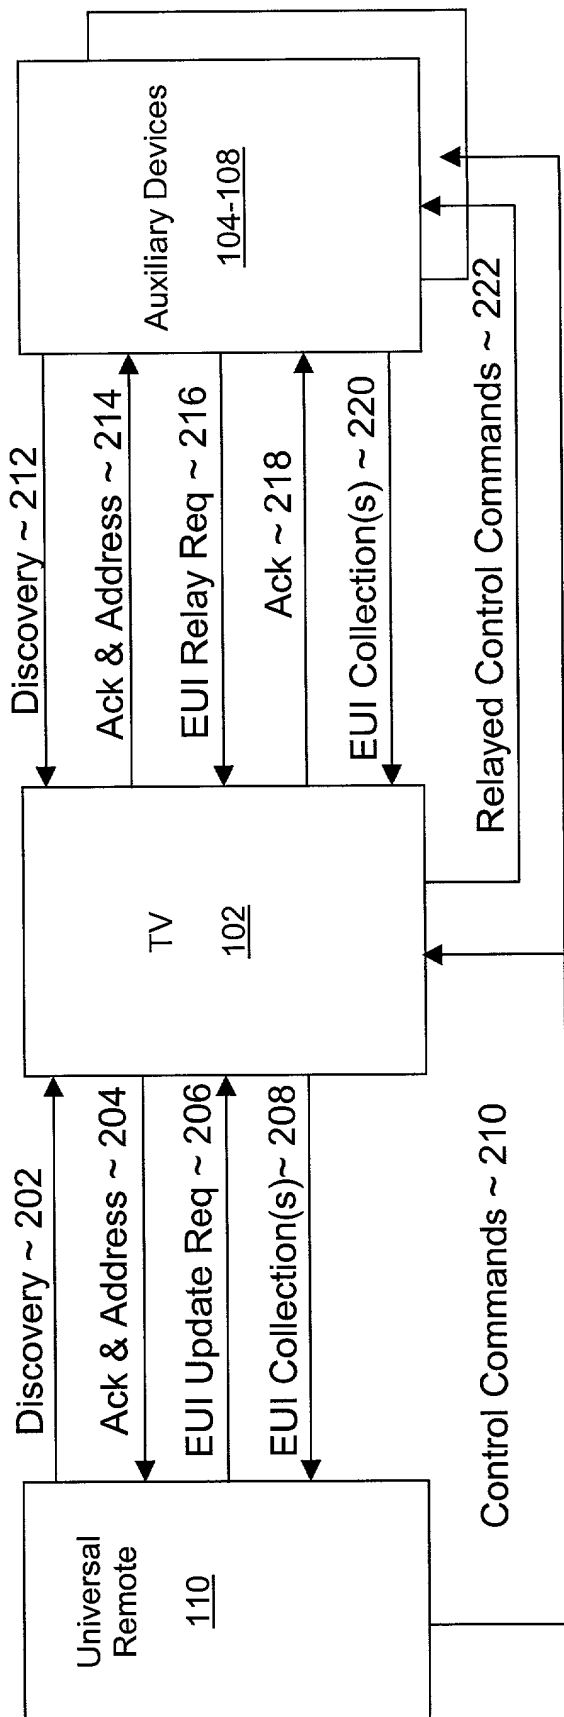 Universal
Remote
110
Discovery ~ 202
Ack & Address ~ 204
EUI Update Req ~ 206
EUI Collection(s)~ 208
Control Commands ~ 210
TV
102
Discovery ~ 212
Ack & Address ~ 214
EUI Relay Req ~ 216
Ack ~ 218
EUI Collection(s) ~ 220
Relayed Control Commands ~ 222
Auxiliary Devices
104-108